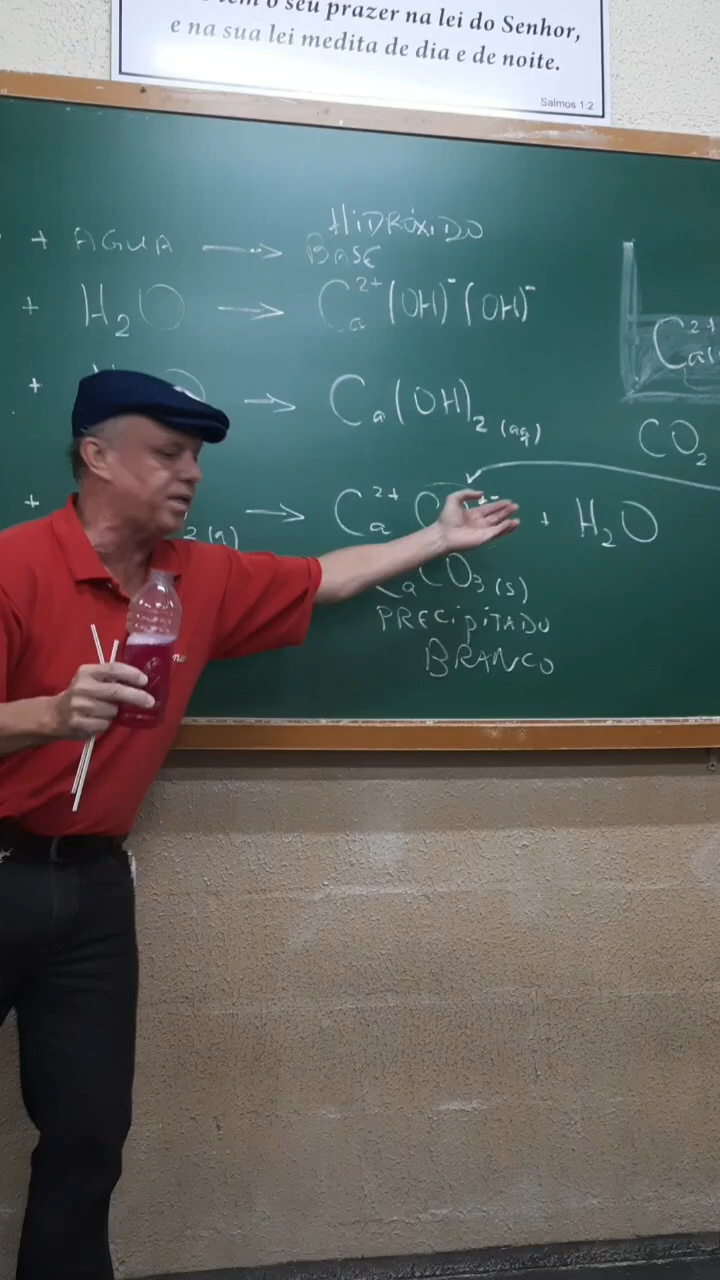 o seu prazer na lei do Senhor,
e na sua lei medita de dia e de noite.
Salmos 1:2
HIDRÓXIDO
+ AGUA → BASE
+ H₂O → Ca²⁺(OH)⁻(OH)⁻
Ca²⁺
+ → Ca(OH)₂ (aq)
CO₂
+ → Ca²⁺ + H₂O
CaCO₃ (s)
PRECIPITADO
BRANCO